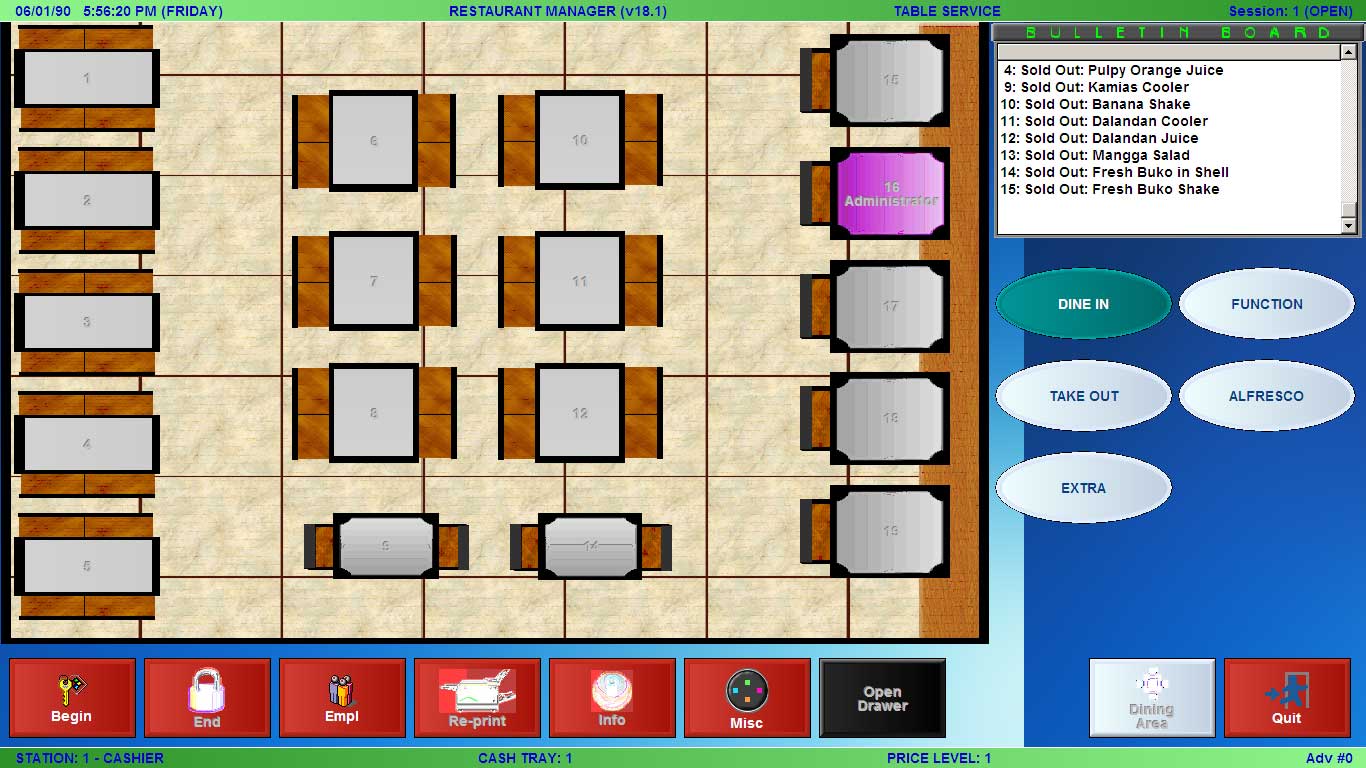 06/01/90 5:56:20 PM (FRIDAY) RESTAURANT MANAGER (v18.1) TABLE SERVICE Session: 1 (OPEN)
BULLETIN BOARD
4: Sold Out: Pulpy Orange Juice
9: Sold Out: Kamias Cooler
10: Sold Out: Banana Shake
11: Sold Out: Dalandan Cooler
12: Sold Out: Dalandan Juice
13: Sold Out: Mangga Salad
14: Sold Out: Fresh Buko in Shell
15: Sold Out: Fresh Buko Shake
1
2
3
4
5
6
7
8
9
10
11
12
14
15
16
Administrator
17
18
19
DINE IN
FUNCTION
TAKE OUT
ALFRESCO
EXTRA
Begin
End
Empl
Re-print
Info
Misc
Open
Drawer
Dining
Area
Quit
STATION: 1 - CASHIER CASH TRAY: 1 PRICE LEVEL: 1 Adv #0